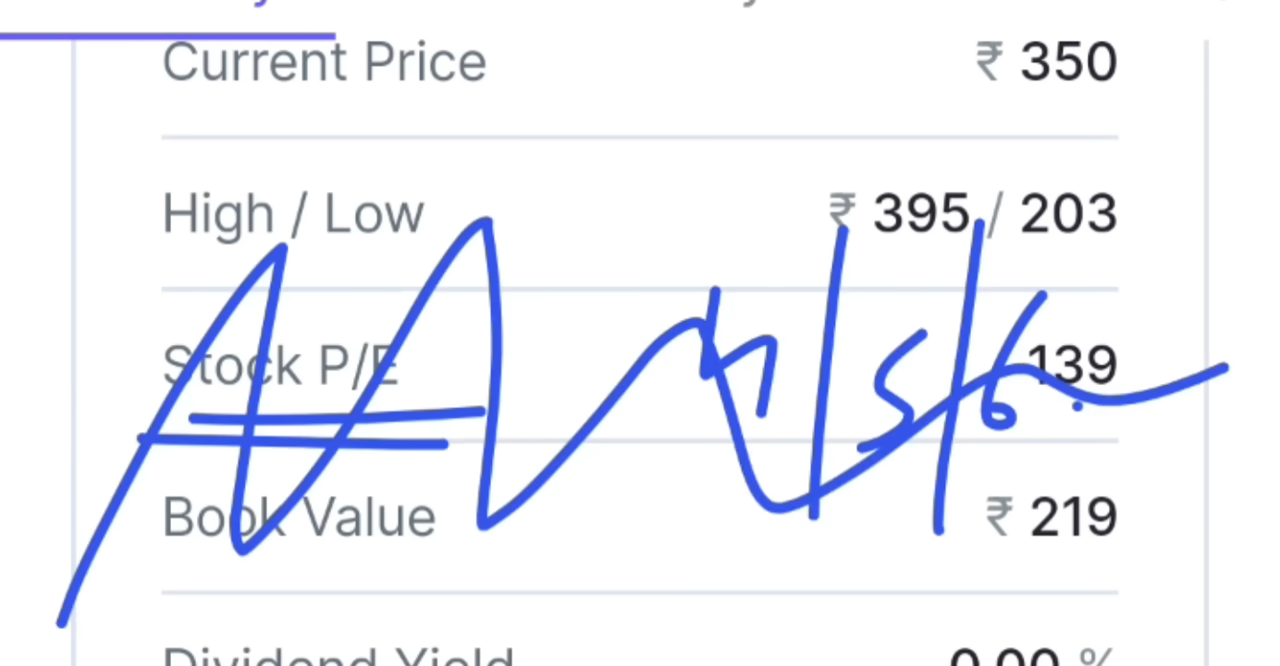 Current Price ₹ 350
High / Low ₹ 395 / 203
Stock P/E 139
Book Value ₹ 219
Dividend Yield 0.00 %